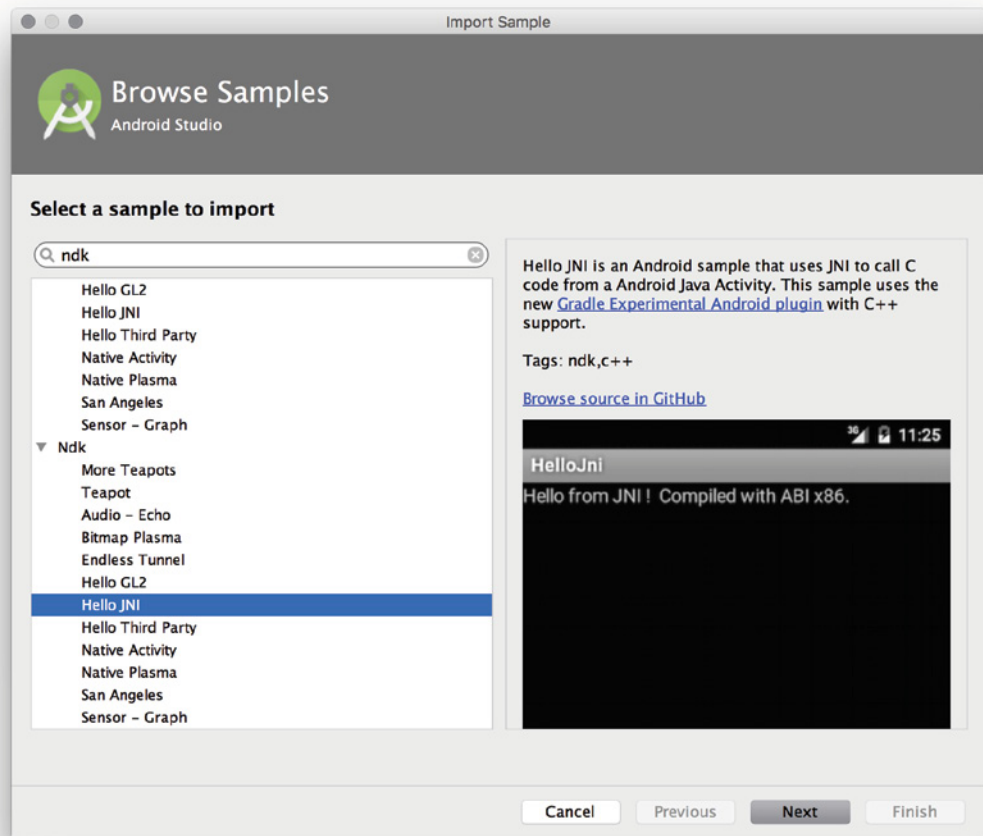 Import Sample
Browse Samples
Android Studio
Select a sample to import
ndk
Hello GL2
Hello JNI
Hello Third Party
Native Activity
Native Plasma
San Angeles
Sensor – Graph
Ndk
More Teapots
Teapot
Audio – Echo
Bitmap Plasma
Endless Tunnel
Hello GL2
Hello JNI
Hello Third Party
Native Activity
Native Plasma
San Angeles
Sensor – Graph
Hello JNI is an Android sample that uses JNI to call C
code from a Android Java Activity. This sample uses the
new Gradle Experimental Android plugin with C++
support.
Tags: ndk,c++
Browse source in GitHub
3G 11:25
HelloJni
Hello from JNI ! Compiled with ABI x86.
Cancel Previous Next Finish